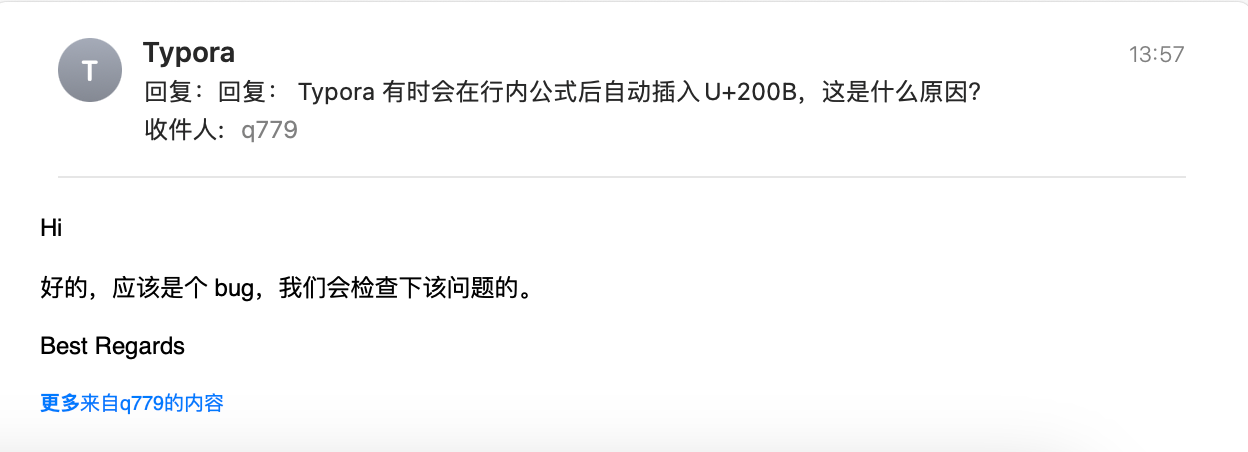 T
Typora
13:57
回复：回复： Typora 有时会在行内公式后自动插入 U+200B，这是什么原因?
收件人: q779
Hi
好的，应该是个 bug，我们会检查下该问题的。
Best Regards
更多来自q779的内容